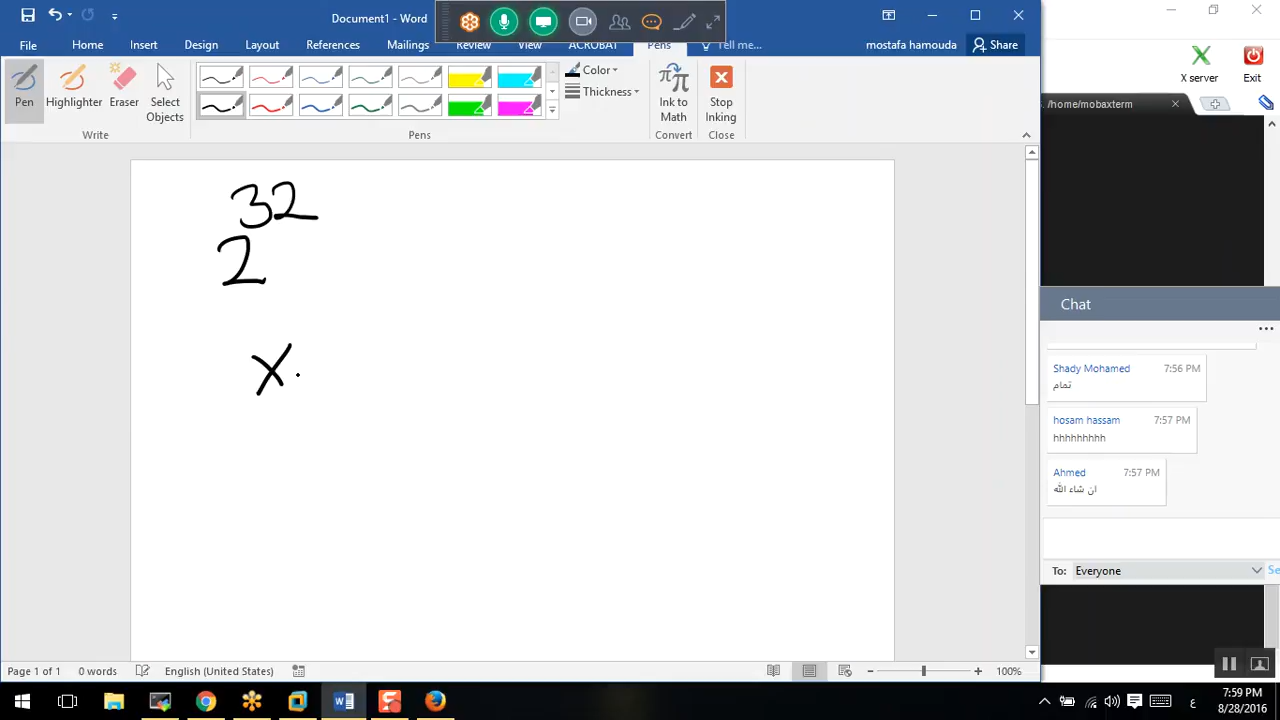 Document1 - Word
File Home Insert Design Layout References Mailings Review View ACROBAT Pens Tell me... mostafa hamouda Share
Pen Highlighter Eraser Select Objects
Color
Thickness
Ink to Math
Stop Inking
Write Pens Convert Close
X server Exit
/home/mobaxterm
32
2
X.
Chat
Shady Mohamed 7:56 PM
تمام
hosam hassam 7:57 PM
hhhhhhhhh
Ahmed 7:57 PM
ان شاء الله
To: Everyone Se
Page 1 of 1 0 words English (United States) 100%
ع 7:59 PM
8/28/2016